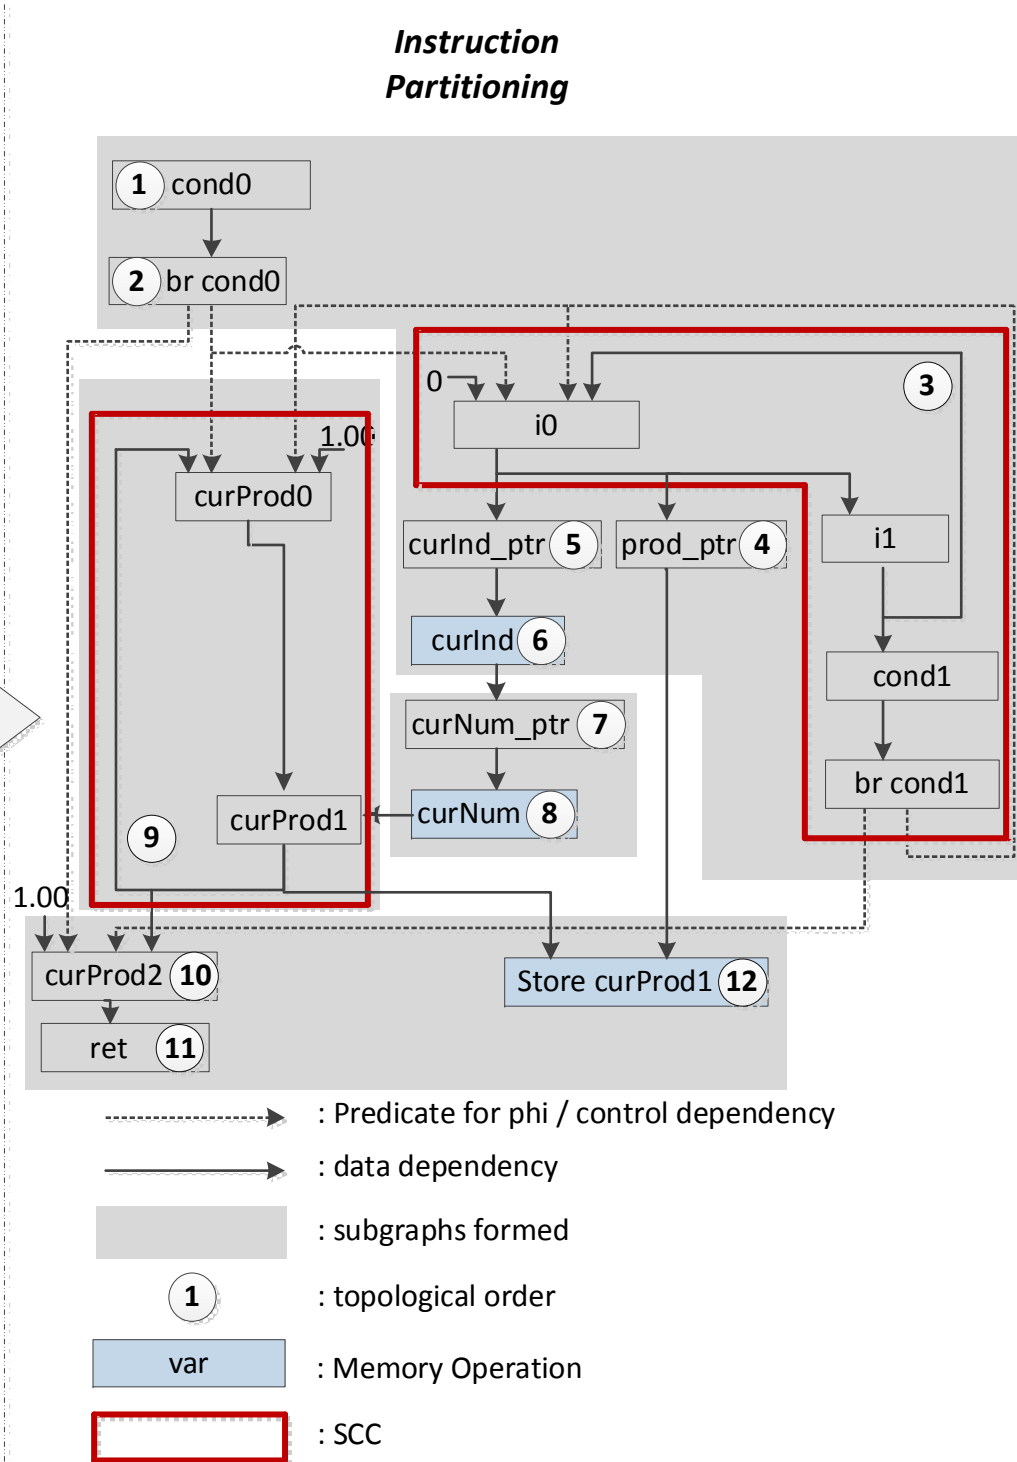 Instruction
Partitioning
1 cond0
2 br cond0
3
0
i0
1.00
curProd0
curInd_ptr 5
prod_ptr 4
i1
curInd 6
cond1
curNum_ptr 7
br cond1
curProd1
curNum 8
9
1.00
curProd2 10
Store curProd1 12
ret 11
: Predicate for phi / control dependency
: data dependency
: subgraphs formed
1 : topological order
var : Memory Operation
: SCC